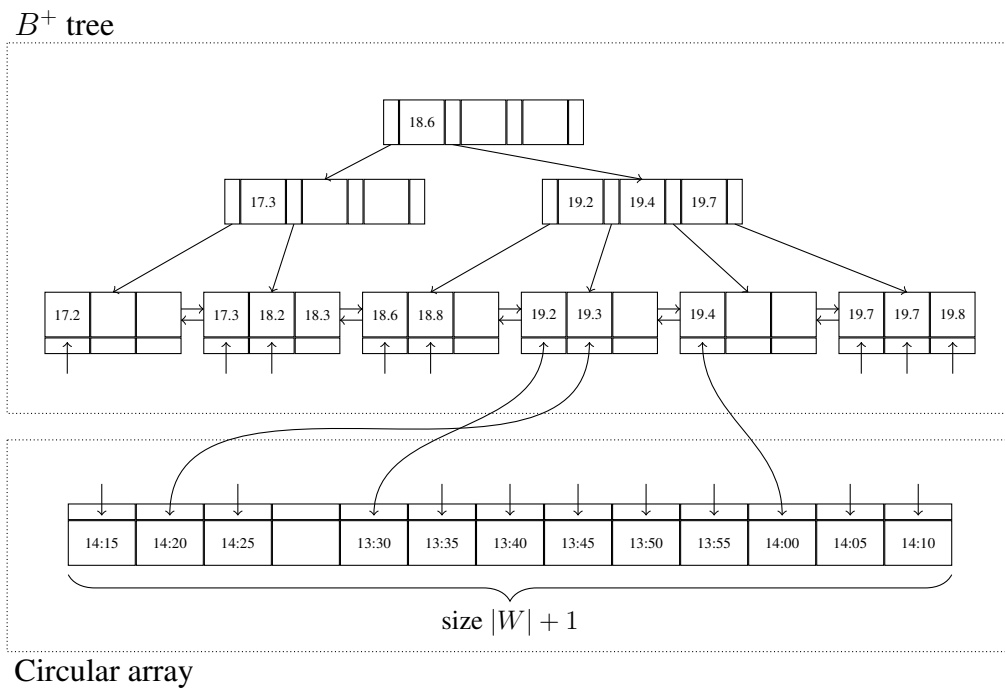 B+ tree
18.6
17.3 19.2 19.4 19.7
17.2 17.3 18.2 18.3 18.6 18.8 19.2 19.3 19.4 19.7 19.7 19.8
14:15 14:20 14:25 13:30 13:35 13:40 13:45 13:50 13:55 14:00 14:05 14:10
size |W| + 1
Circular array